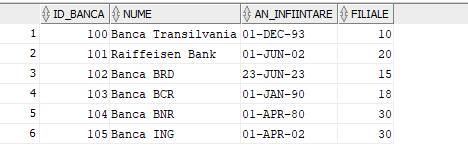 ID_BANCA NUME AN_INFIINTARE FILIALE
1 100 Banca Transilvania 01-DEC-93 10
2 101 Raiffeisen Bank 01-JUN-02 20
3 102 Banca BRD 23-JUN-23 15
4 103 Banca BCR 01-JAN-90 18
5 104 Banca BNR 01-APR-80 30
6 105 Banca ING 01-APR-02 30